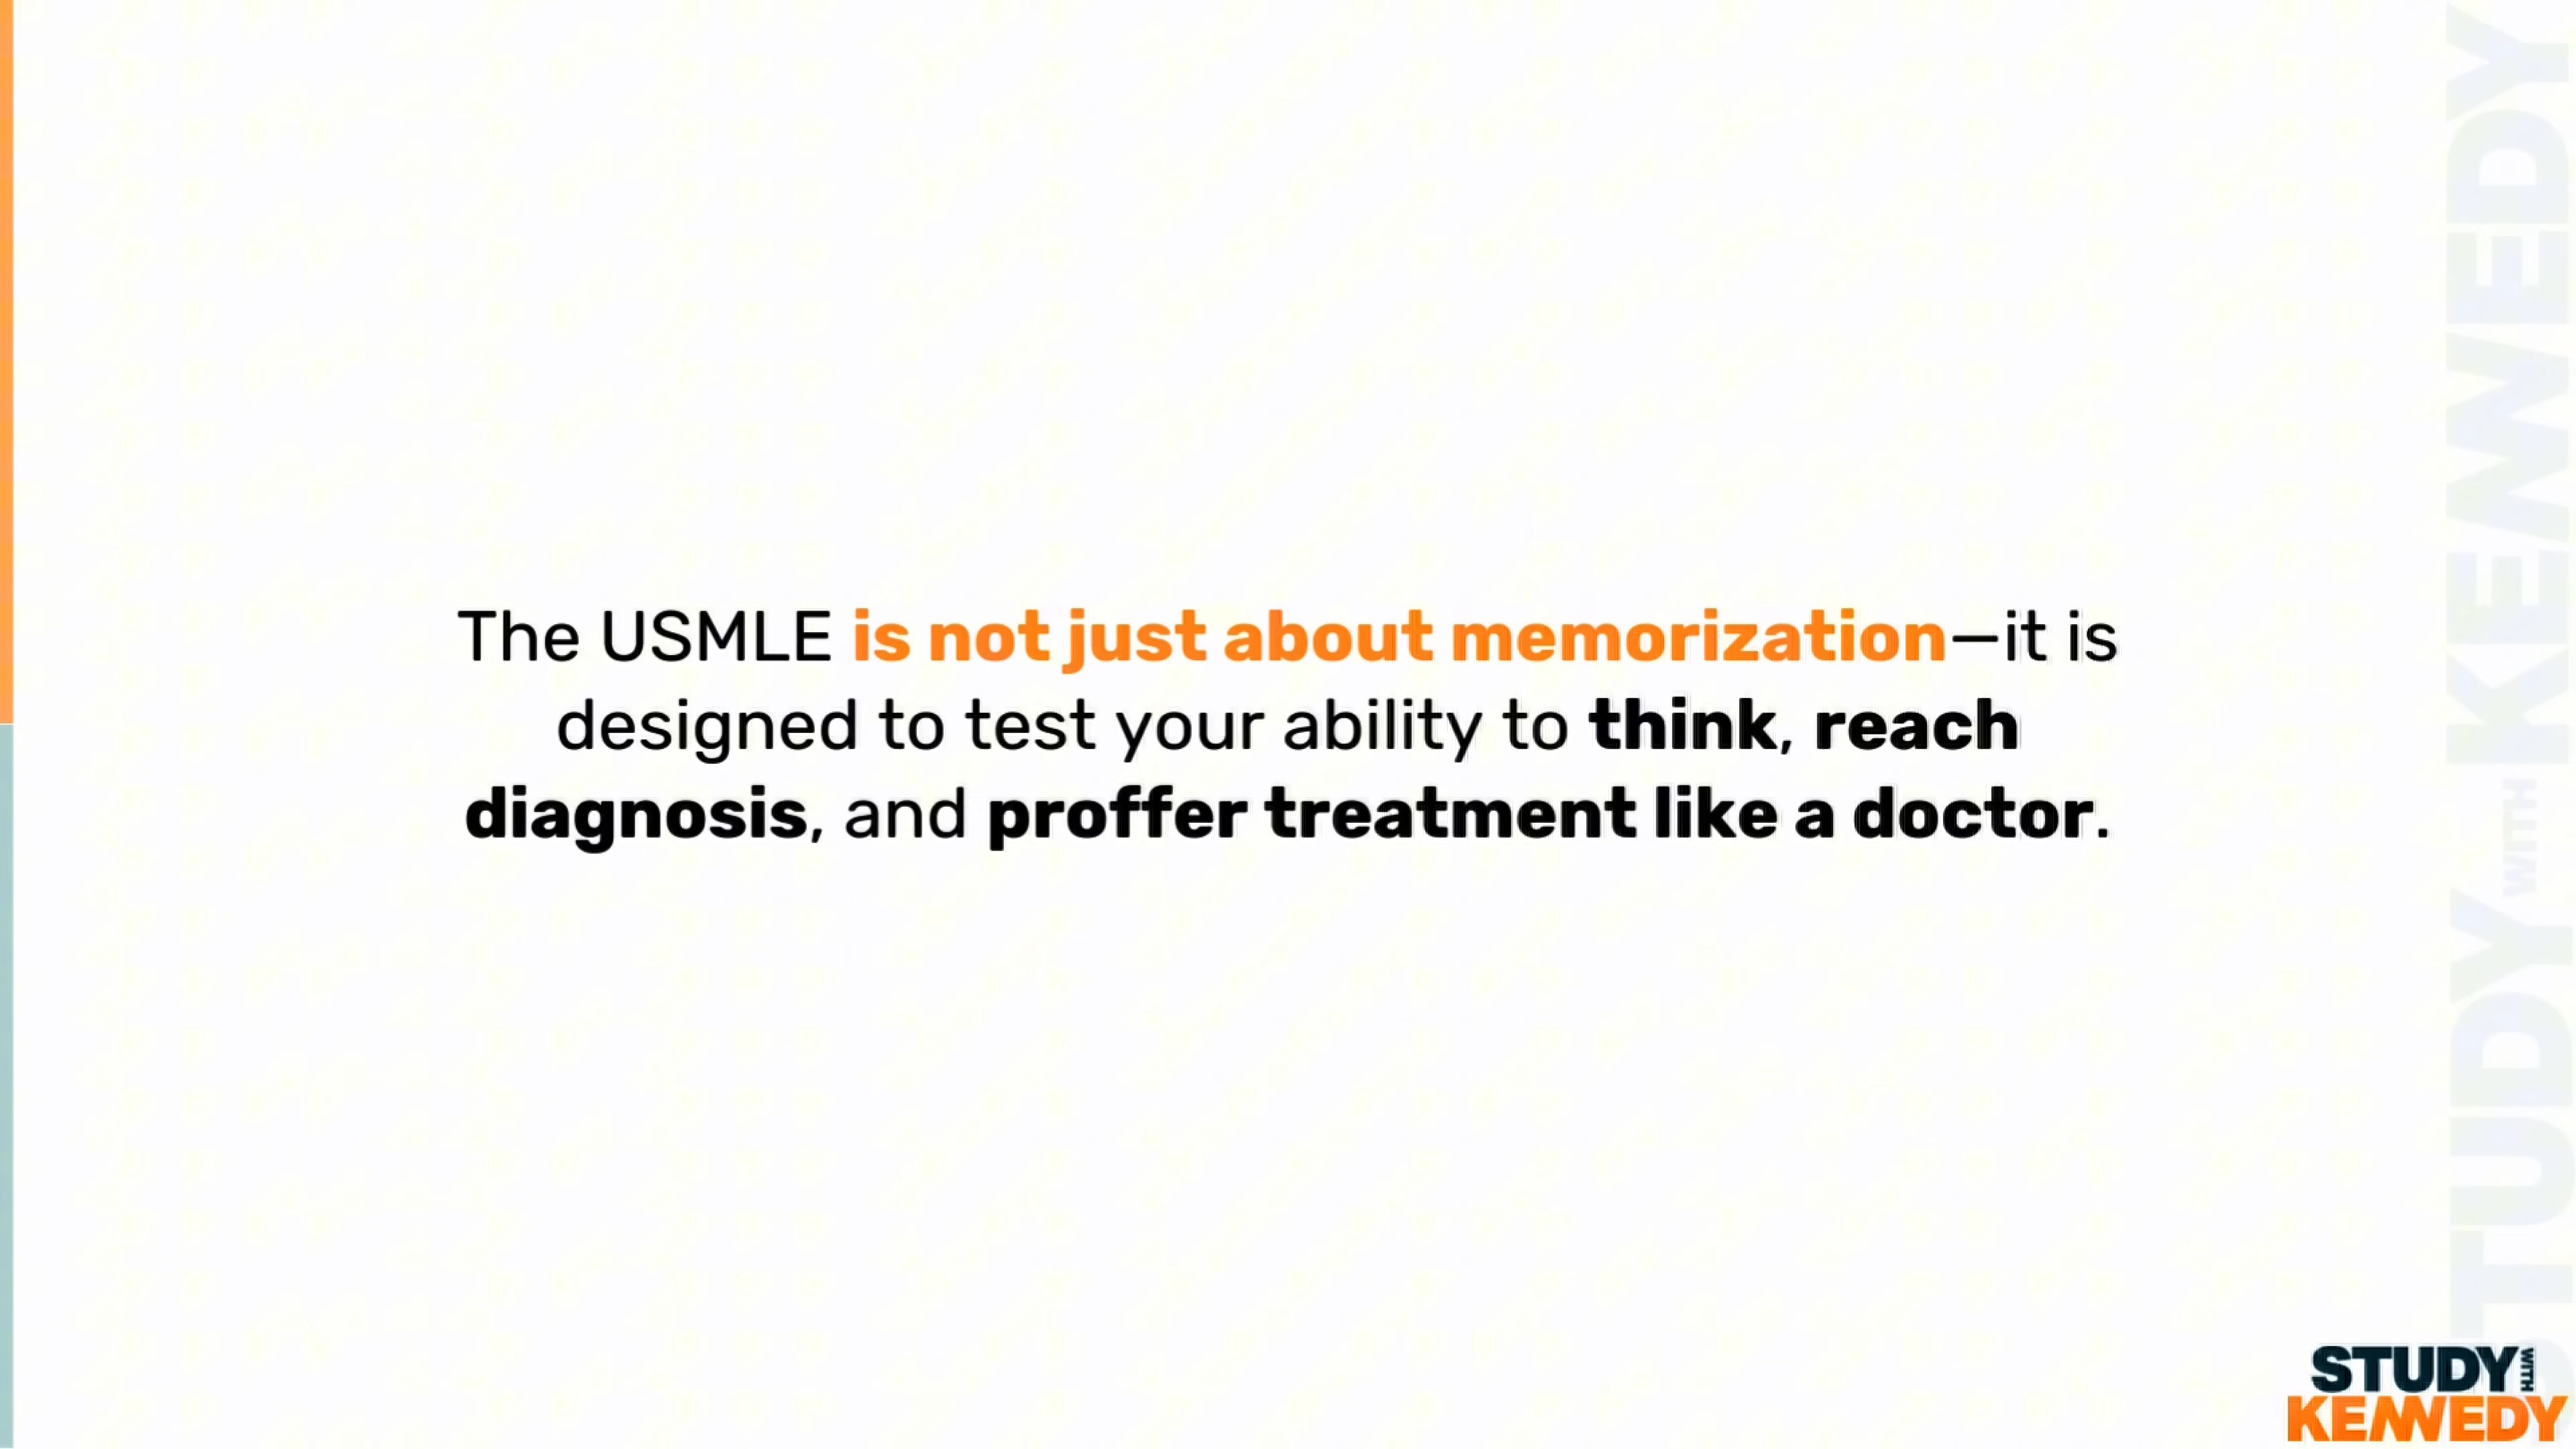 The USMLE is not just about memorization—it is
designed to test your ability to think, reach
diagnosis, and proffer treatment like a doctor.
STUDY WITH KENNEDY
STUDY WITH
KENNEDY